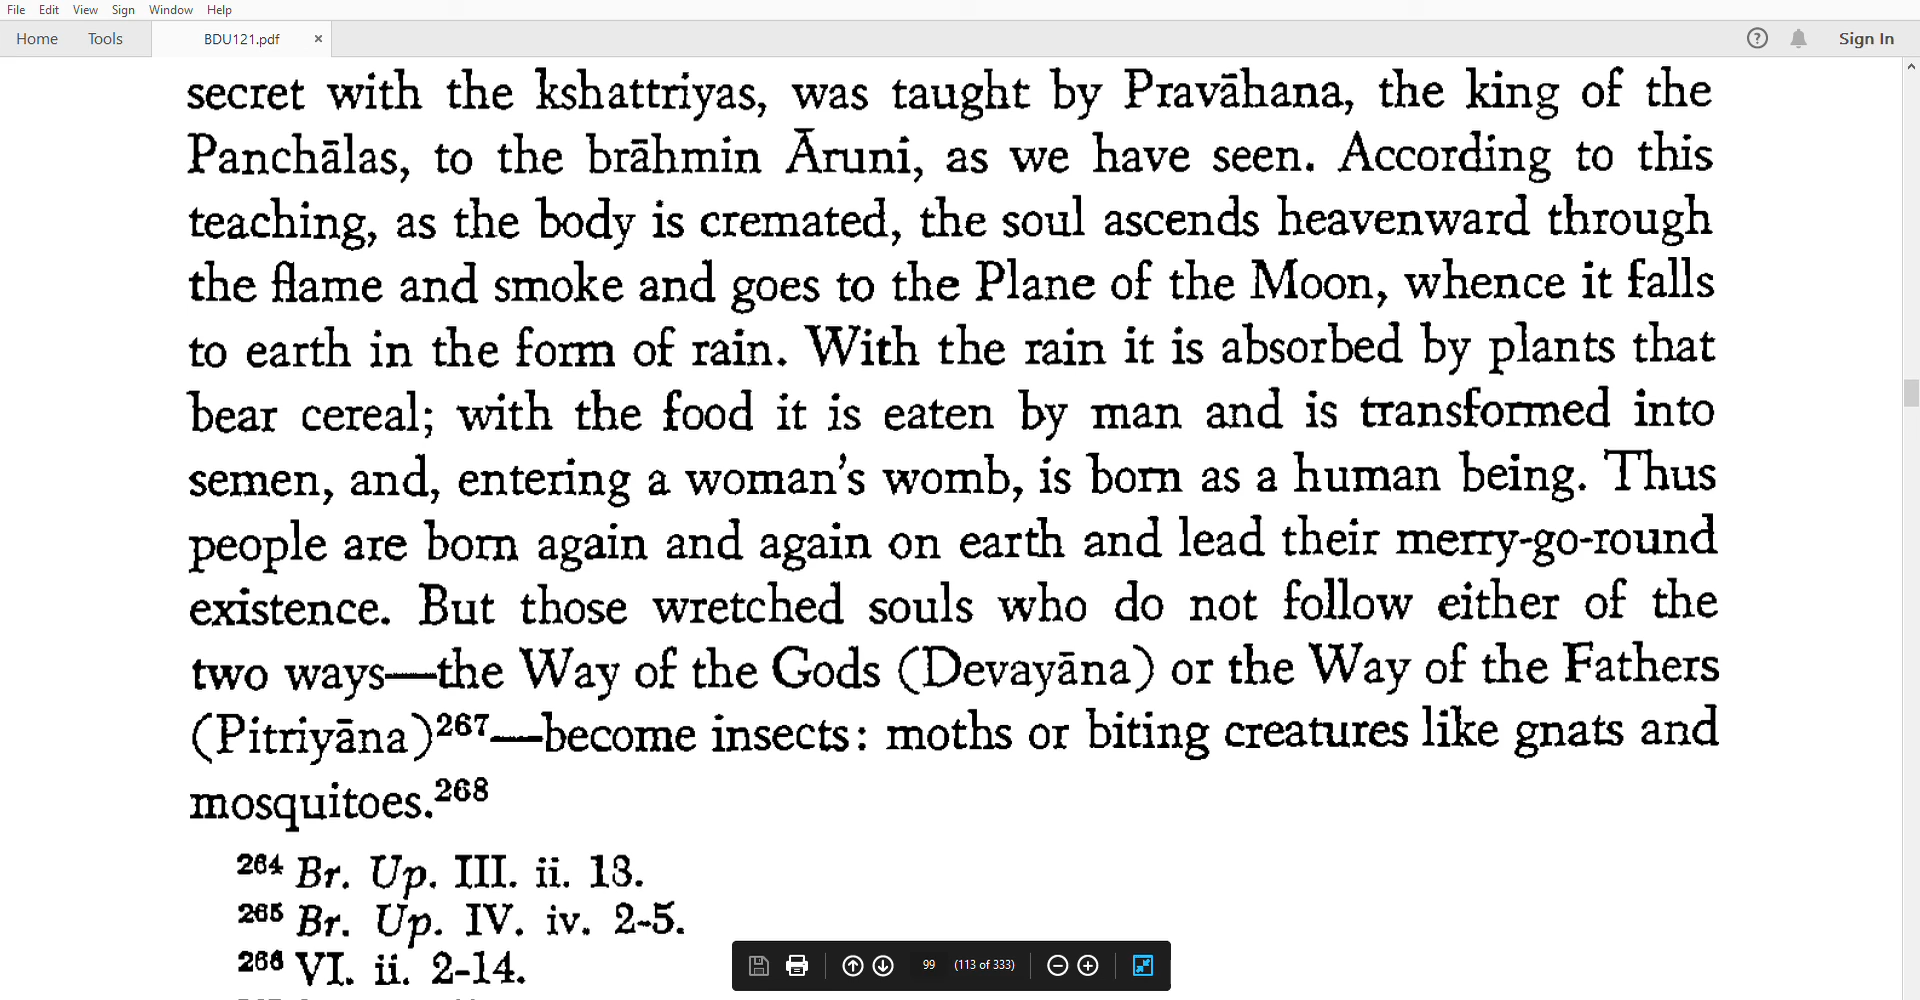 File Edit View Sign Window Help
Home Tools BDU121.pdf × Sign In
secret with the kshattriyas, was taught by Pravāhana, the king of the
Panchālas, to the brāhmin Āruni, as we have seen. According to this
teaching, as the body is cremated, the soul ascends heavenward through
the flame and smoke and goes to the Plane of the Moon, whence it falls
to earth in the form of rain. With the rain it is absorbed by plants that
bear cereal; with the food it is eaten by man and is transformed into
semen, and, entering a woman's womb, is born as a human being. Thus
people are born again and again on earth and lead their merry-go-round
existence. But those wretched souls who do not follow either of the
two ways—the Way of the Gods (Devayāna) or the Way of the Fathers
(Pitriyāna)²⁶⁷—become insects: moths or biting creatures like gnats and
mosquitoes.²⁶⁸
²⁶⁴ Br. Up. III. ii. 13.
²⁶⁵ Br. Up. IV. iv. 2-5.
²⁶⁶ VI. ii. 2-14.
99 (113 of 333)